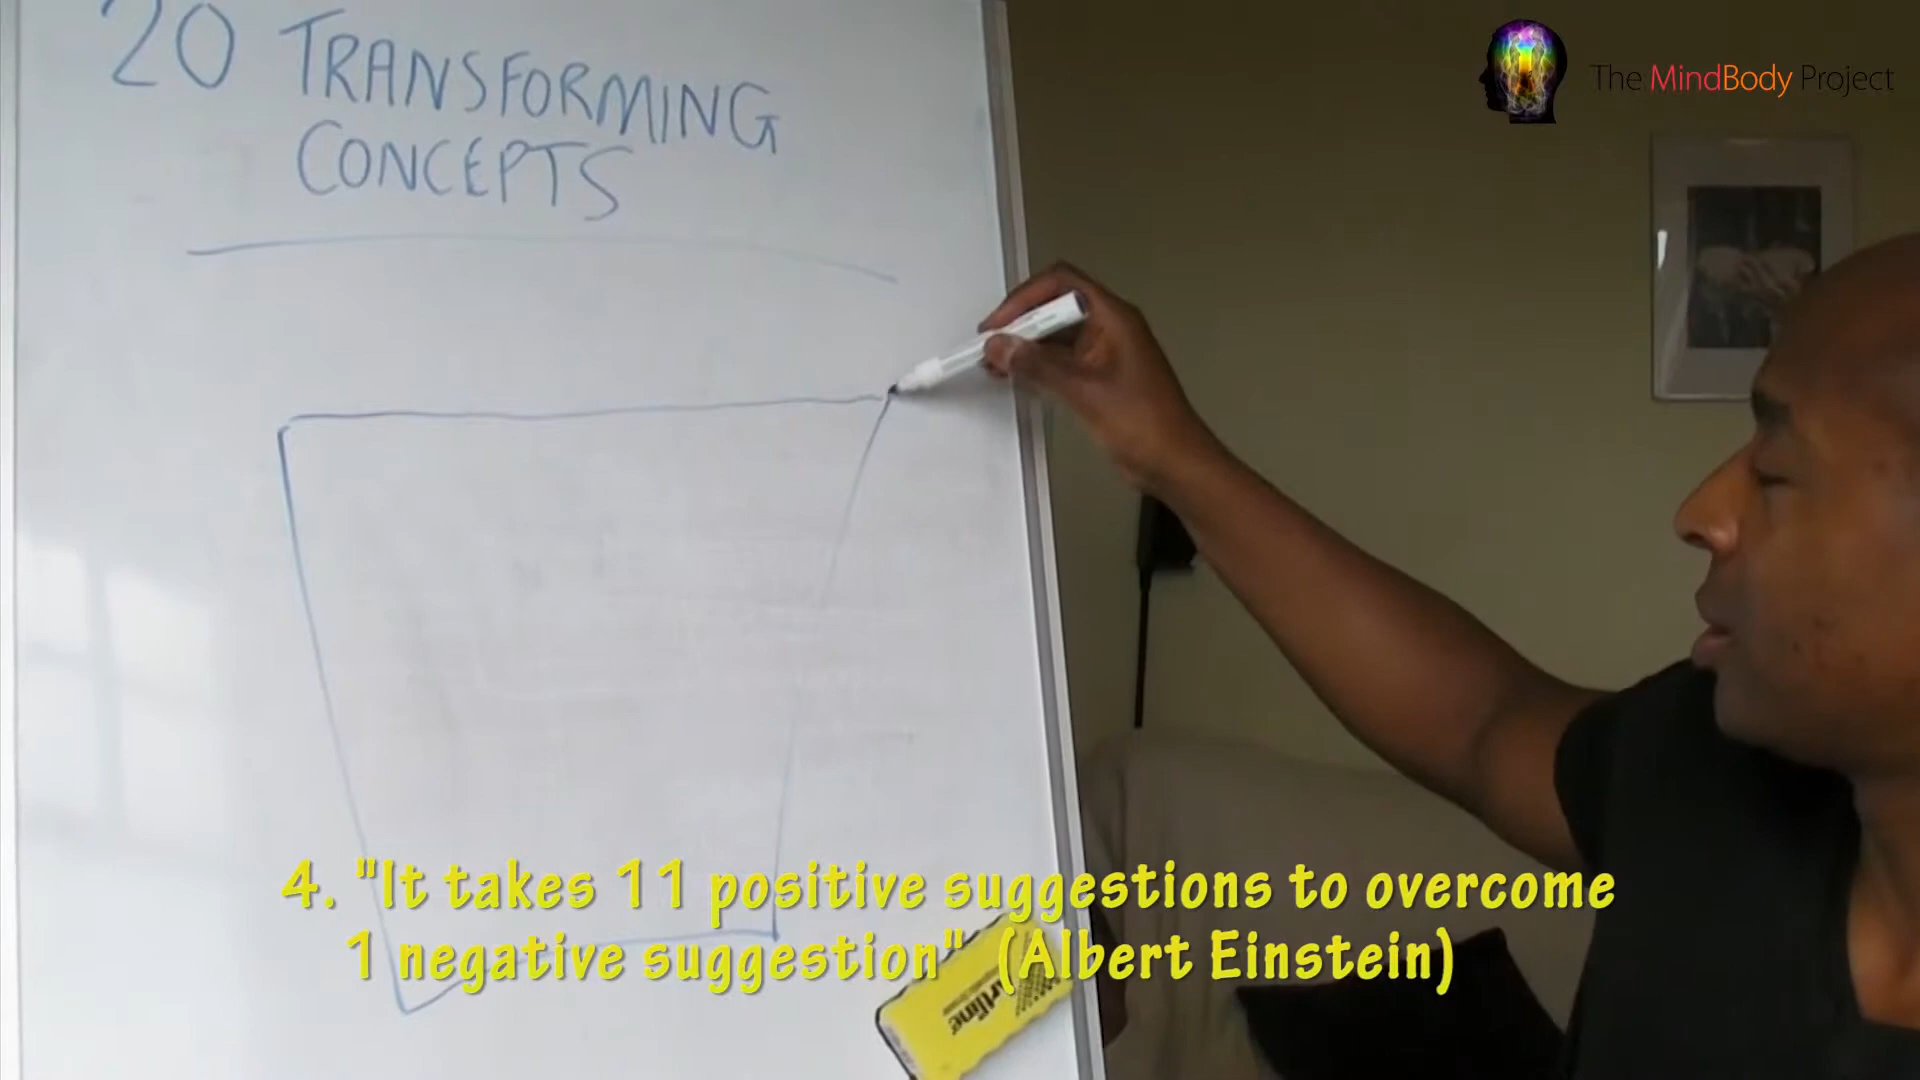 20 TRANSFORMING
CONCEPTS
The MindBody Project
4. "It takes 11 positive suggestions to overcome
1 negative suggestion" (Albert Einstein)
artline